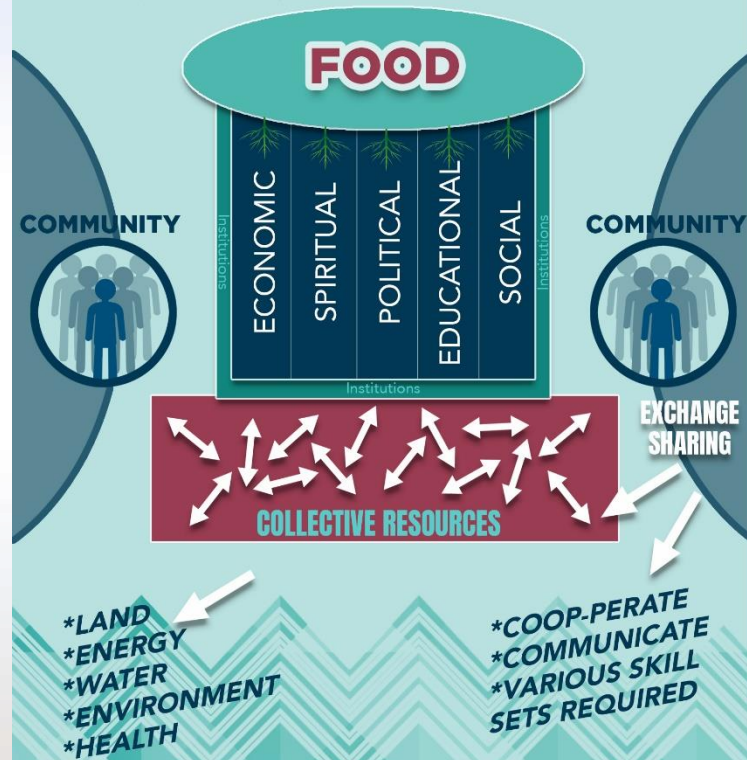 FOOD
COMMUNITY
COMMUNITY
Institutions
ECONOMIC
SPIRITUAL
POLITICAL
EDUCATIONAL
SOCIAL
Institutions
Institutions
EXCHANGE
SHARING
COLLECTIVE RESOURCES
*LAND
*ENERGY
*WATER
*ENVIRONMENT
*HEALTH
*COOP-PERATE
*COMMUNICATE
*VARIOUS SKILL
SETS REQUIRED